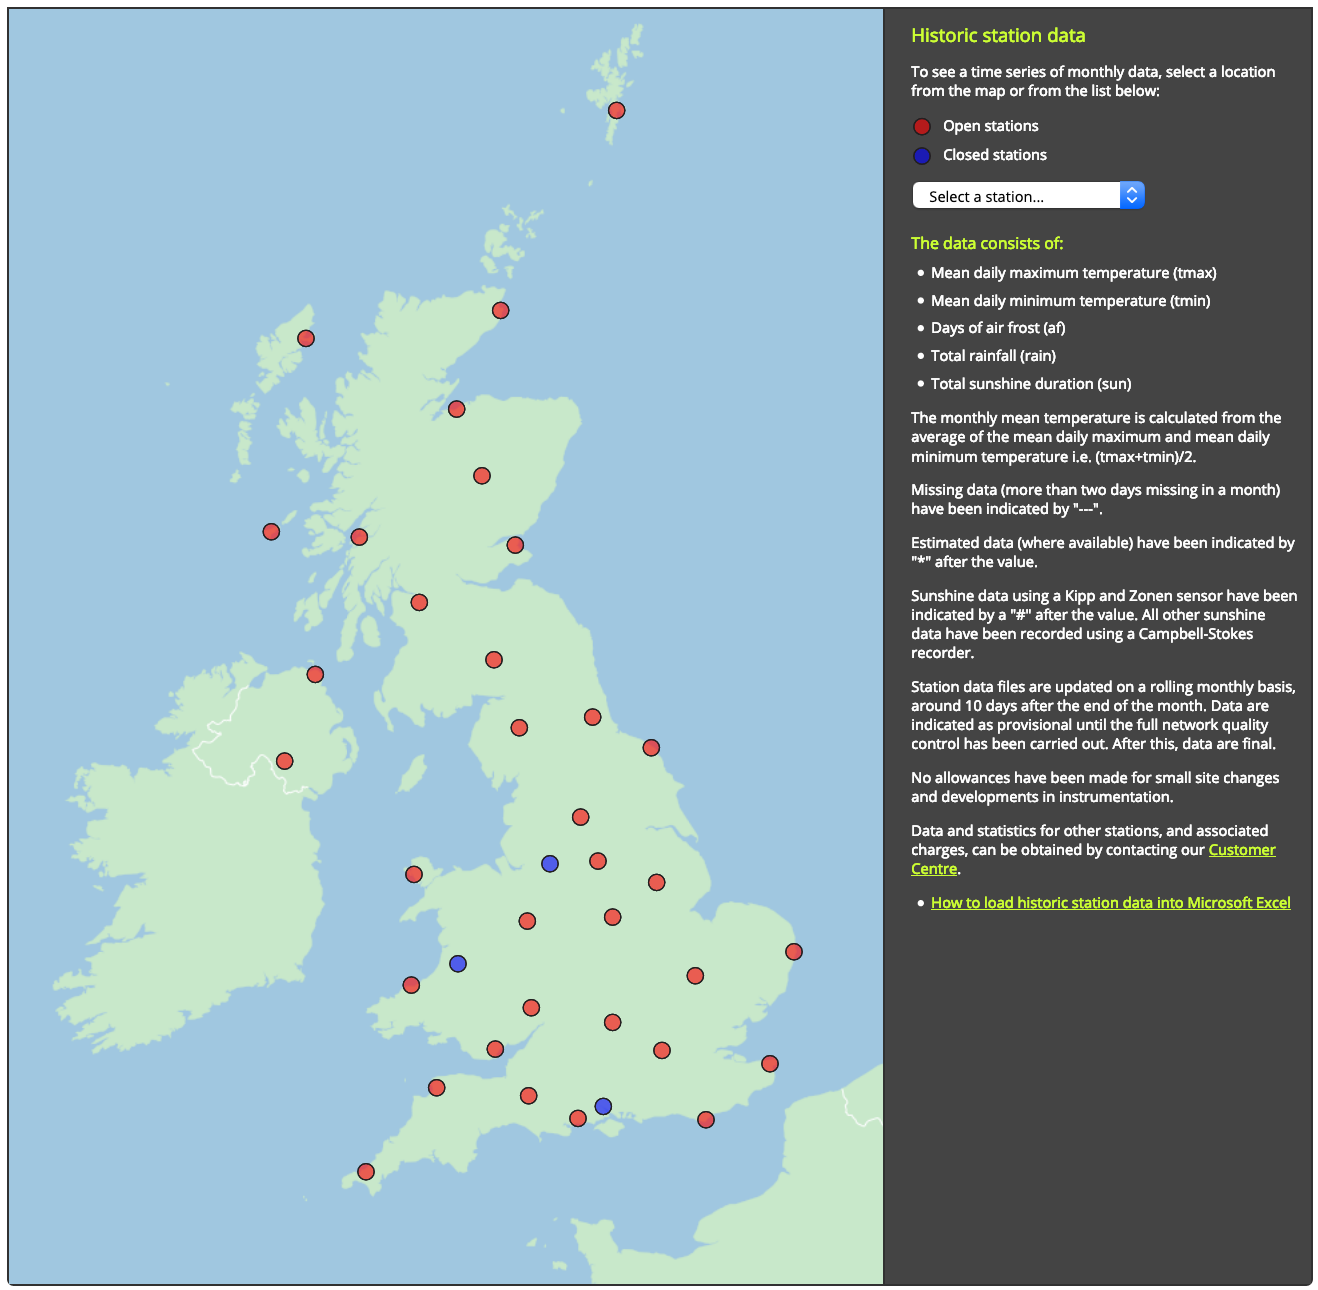 Historic station data
To see a time series of monthly data, select a location
from the map or from the list below:
Open stations
Closed stations
Select a station...
The data consists of:
• Mean daily maximum temperature (tmax)
• Mean daily minimum temperature (tmin)
• Days of air frost (af)
• Total rainfall (rain)
• Total sunshine duration (sun)
The monthly mean temperature is calculated from the
average of the mean daily maximum and mean daily
minimum temperature i.e. (tmax+tmin)/2.
Missing data (more than two days missing in a month)
have been indicated by "---".
Estimated data (where available) have been indicated by
"*" after the value.
Sunshine data using a Kipp and Zonen sensor have been
indicated by a "#" after the value. All other sunshine
data have been recorded using a Campbell-Stokes
recorder.
Station data files are updated on a rolling monthly basis,
around 10 days after the end of the month. Data are
indicated as provisional until the full network quality
control has been carried out. After this, data are final.
No allowances have been made for small site changes
and developments in instrumentation.
Data and statistics for other stations, and associated
charges, can be obtained by contacting our Customer
Centre.
• How to load historic station data into Microsoft Excel